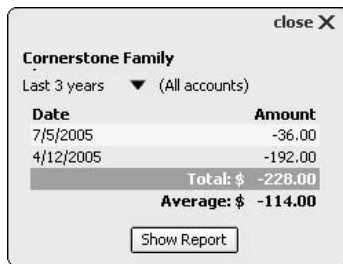 close X
Cornerstone Family
Last 3 years ▼ (All accounts)
Date Amount
7/5/2005 -36.00
4/12/2005 -192.00
Total: $ -228.00
Average: $ -114.00
Show Report